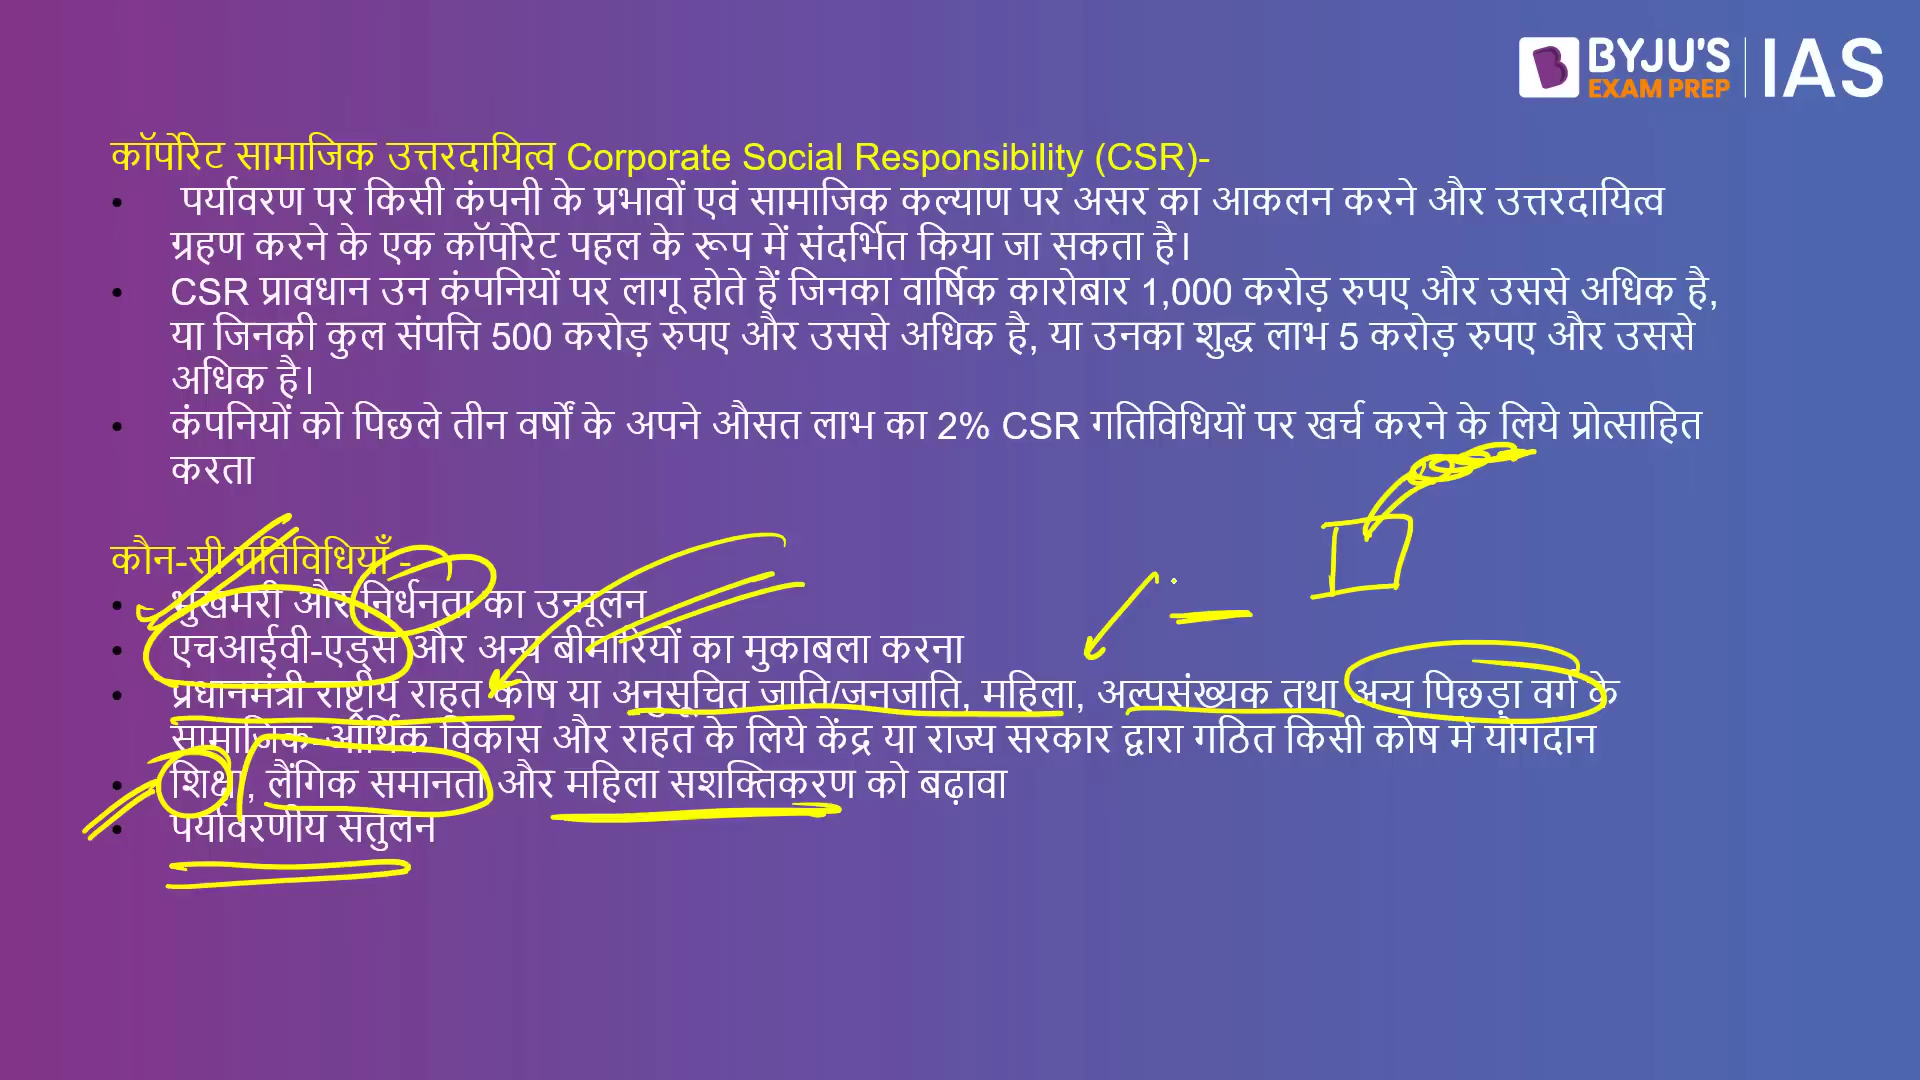 BYJU'S
EXAM PREP
IAS
कॉर्पोरेट सामाजिक उत्तरदायित्व Corporate Social Responsibility (CSR)-
• पर्यावरण पर किसी कंपनी के प्रभावों एवं सामाजिक कल्याण पर असर का आकलन करने और उत्तरदायित्व
ग्रहण करने के एक कॉर्पोरेट पहल के रूप में संदर्भित किया जा सकता है।
• CSR प्रावधान उन कंपनियों पर लागू होते हैं जिनका वार्षिक कारोबार 1,000 करोड़ रुपए और उससे अधिक है,
या जिनकी कुल संपत्ति 500 करोड़ रुपए और उससे अधिक है, या उनका शुद्ध लाभ 5 करोड़ रुपए और उससे
अधिक है।
• कंपनियों को पिछले तीन वर्षों के अपने औसत लाभ का 2% CSR गतिविधियों पर खर्च करने के लिये प्रोत्साहित
करता
कौन-सी गतिविधियाँ -
• भुखमरी और निर्धनता का उन्मूलन
• एचआईवी-एड्स और अन्य बीमारियों का मुकाबला करना
• प्रधानमंत्री राष्ट्रीय राहत कोष या अनुसूचित जाति/जनजाति, महिला, अल्पसंख्यक तथा अन्य पिछड़ा वर्ग के
सामाजिक-आर्थिक विकास और राहत के लिये केंद्र या राज्य सरकार द्वारा गठित किसी कोष में योगदान
• शिक्षा, लैंगिक समानता और महिला सशक्तिकरण को बढ़ावा
• पर्यावरणीय संतुलन